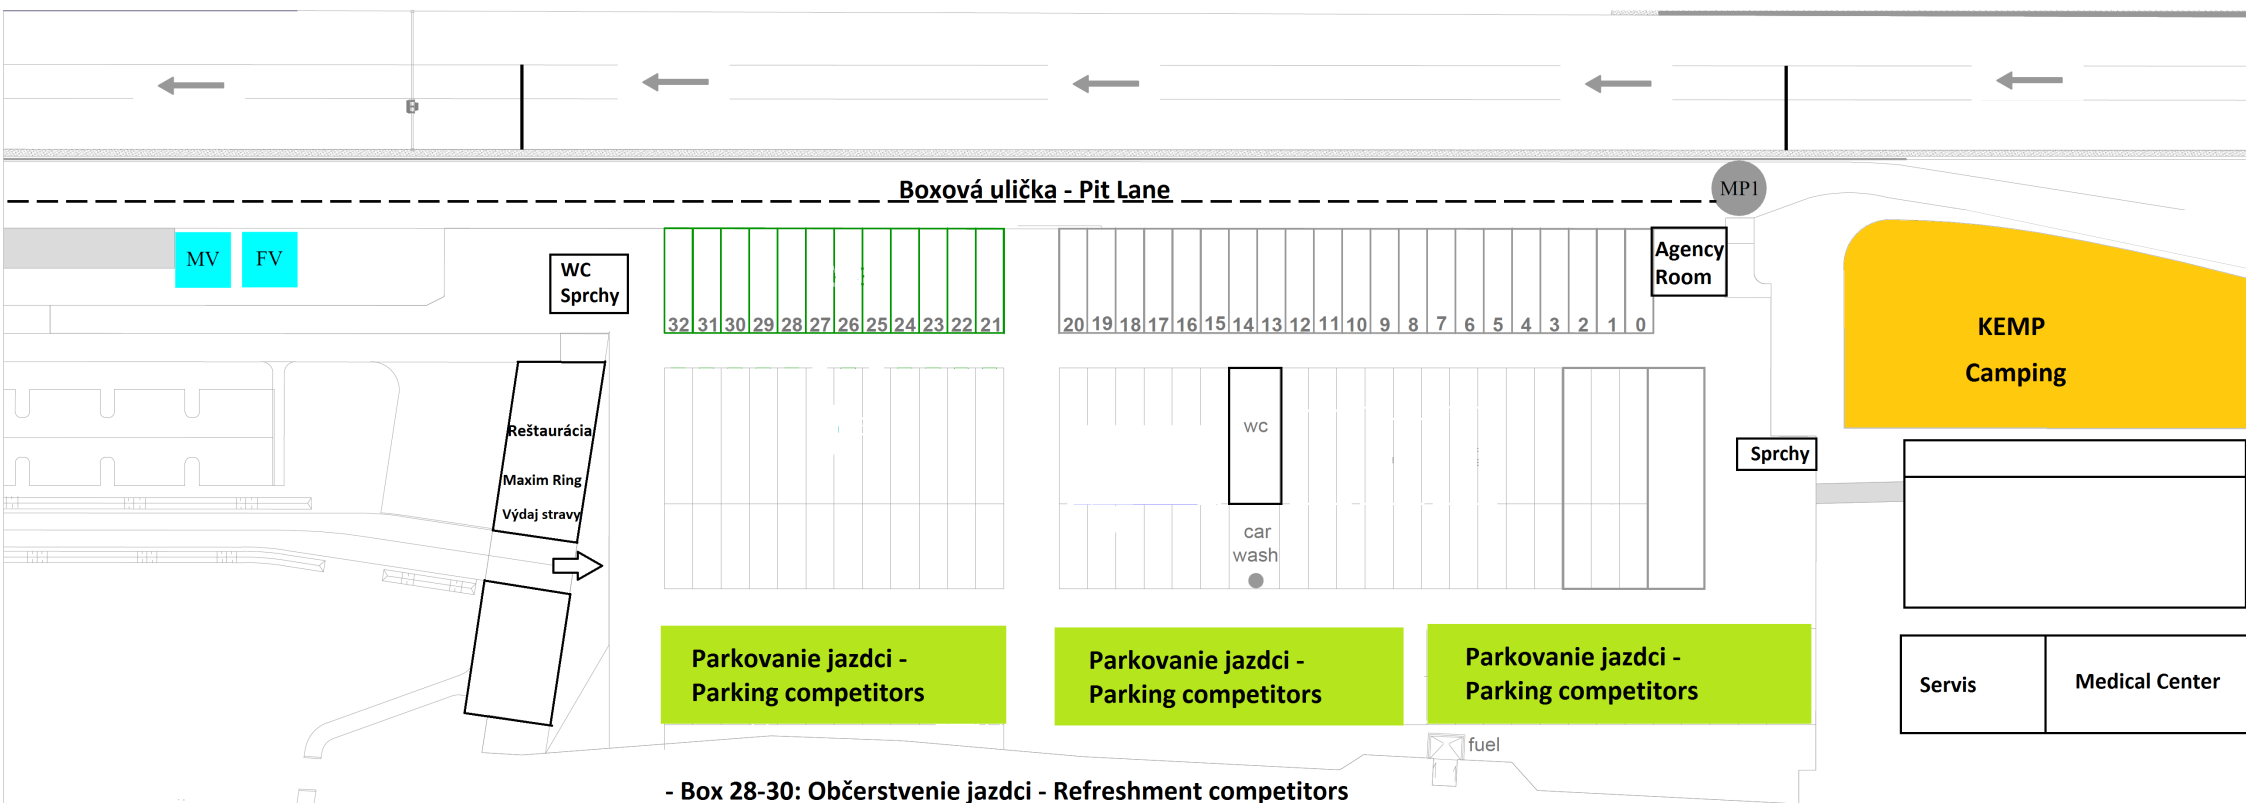 Boxová ulička - Pit Lane
MP1
MV
FV
WC
Sprchy
32 31 30 29 28 27 26 25 24 23 22 21
20 19 18 17 16 15 14 13 12 11 10 9 8 7 6 5 4 3 2 1 0
Agency
Room
KEMP
Camping
Reštaurácia
Maxim Ring
Výdaj stravy
wc
car
wash
Sprchy
Parkovanie jazdci -
Parking competitors
Parkovanie jazdci -
Parking competitors
Parkovanie jazdci -
Parking competitors
Servis
Medical Center
fuel
- Box 28-30: Občerstvenie jazdci - Refreshment competitors